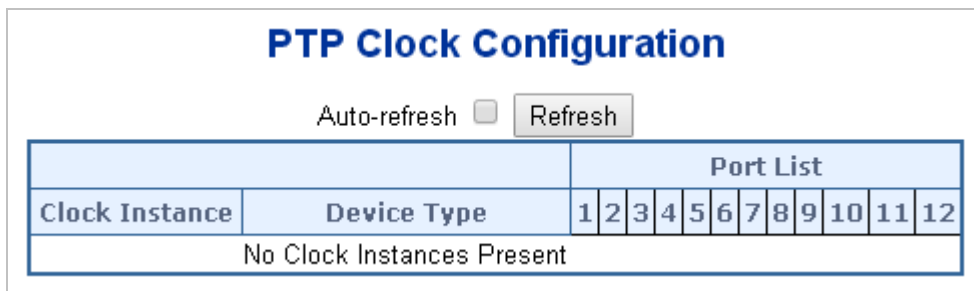 PTP Clock Configuration
Auto-refresh Refresh
Port List
Clock Instance Device Type 1 2 3 4 5 6 7 8 9 10 11 12
No Clock Instances Present